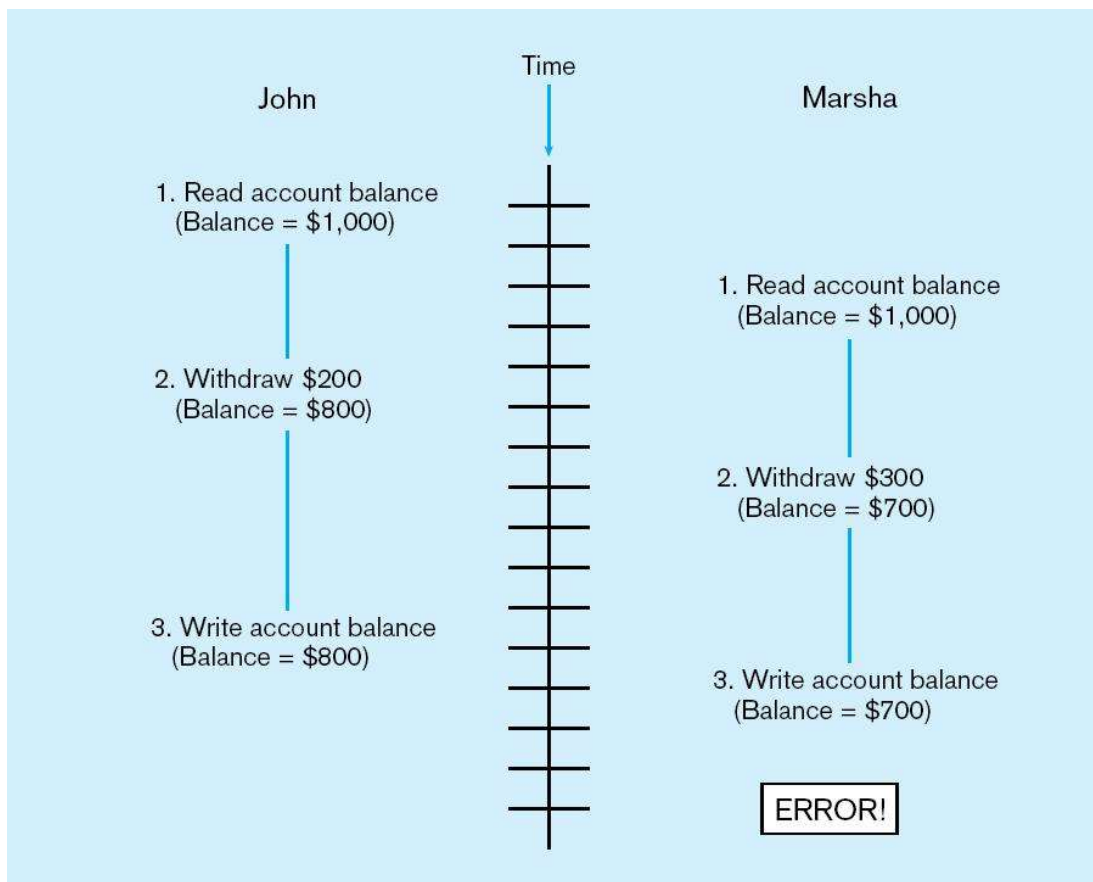 Time
John
Marsha
1. Read account balance
(Balance = $1,000)
1. Read account balance
(Balance = $1,000)
2. Withdraw $200
(Balance = $800)
2. Withdraw $300
(Balance = $700)
3. Write account balance
(Balance = $800)
3. Write account balance
(Balance = $700)
ERROR!